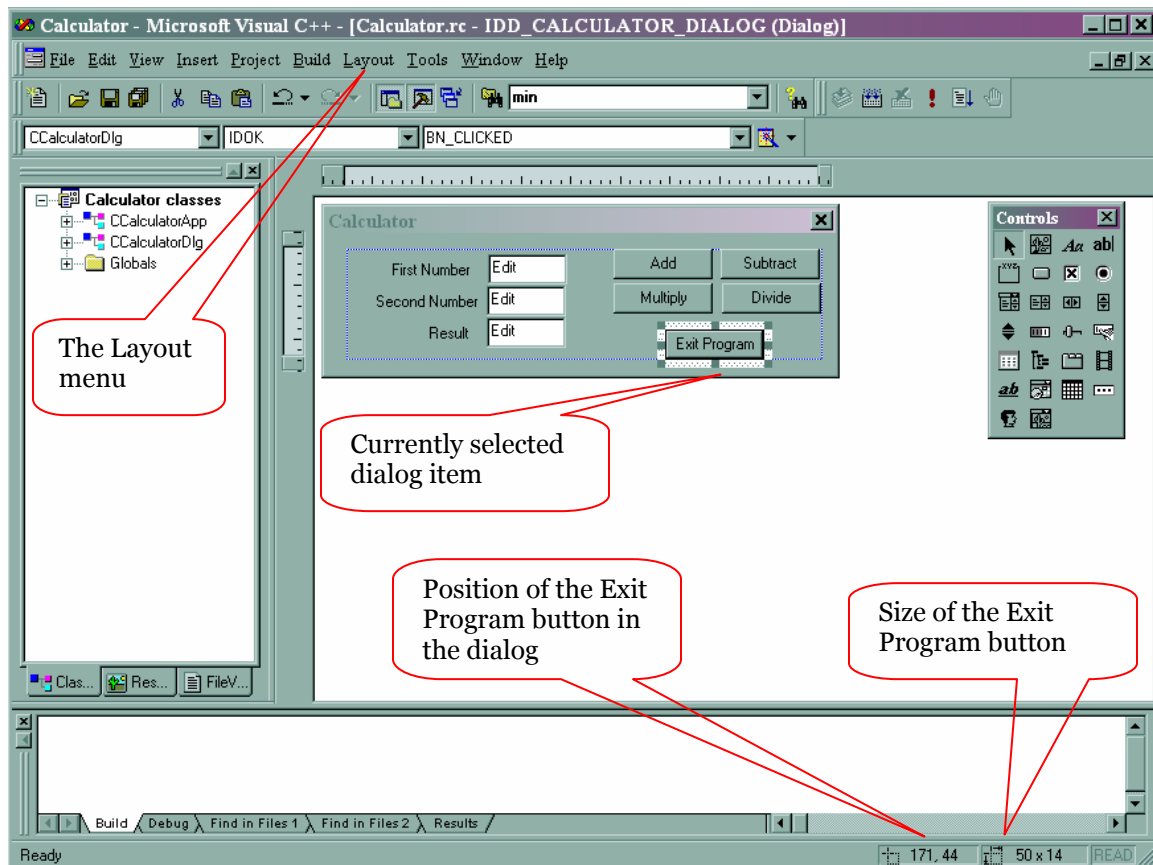 Calculator - Microsoft Visual C++ - [Calculator.rc - IDD_CALCULATOR_DIALOG (Dialog)]
File Edit View Insert Project Build Layout Tools Window Help
min
CCalculatorDlg IDOK BN_CLICKED
Calculator classes
CCalculatorApp
CCalculatorDlg
Globals
Calculator
First Number Edit Add Subtract
Second Number Edit Multiply Divide
Result Edit Exit Program
Controls
Aa ab|
XYZ
ab
The Layout
menu
Currently selected
dialog item
Position of the Exit
Program button in
the dialog
Size of the Exit
Program button
Clas... Res... FileV...
Build Debug Find in Files 1 Find in Files 2 Results
Ready 171, 44 50 x 14 READ